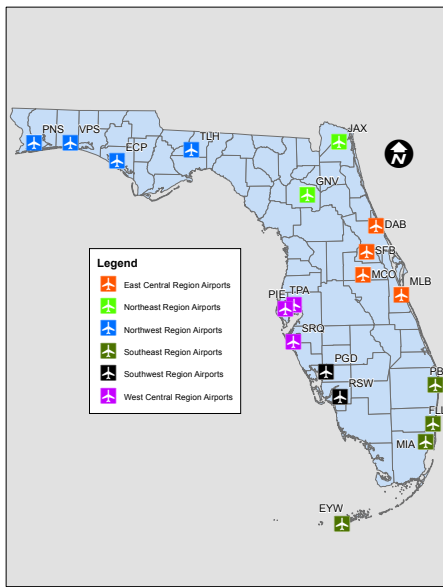 JAX
PNS
VPS
ECP
TLH
N
GNV
DAB
SFB
MCO
MLB
Legend
East Central Region Airports
Northeast Region Airports
Northwest Region Airports
Southeast Region Airports
Southwest Region Airports
West Central Region Airports
PIE
TPA
SRQ
PGD
RSW
PB
FLL
MIA
EYW